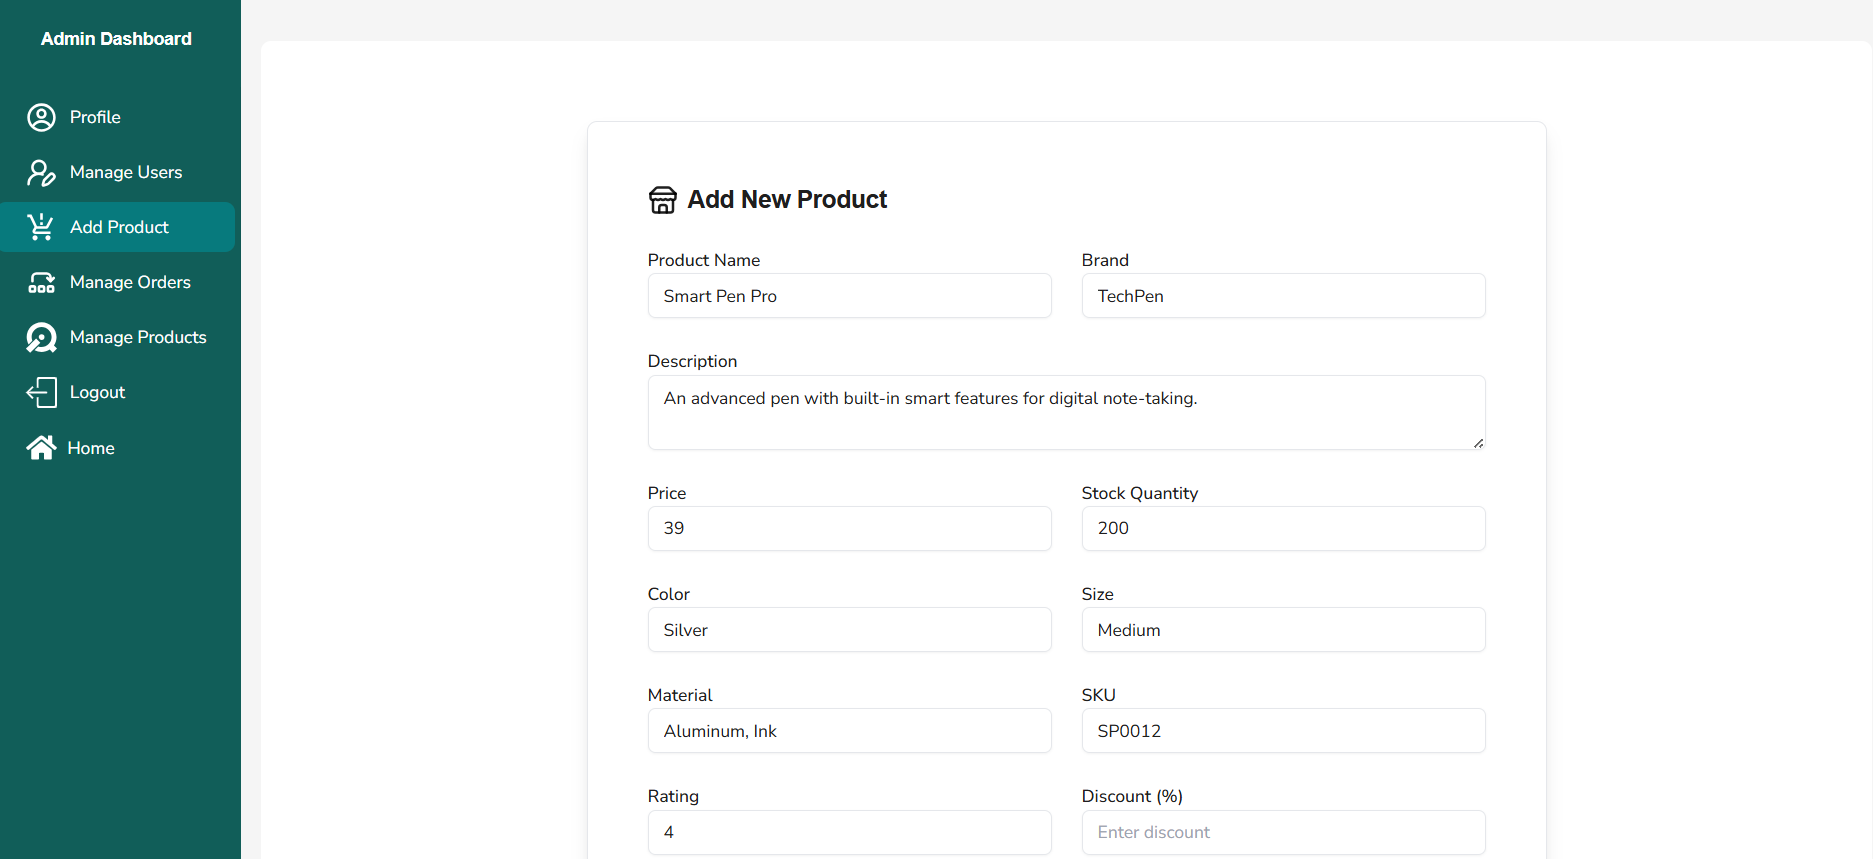 Admin Dashboard
Profile
Manage Users
Add Product
Manage Orders
Manage Products
Logout
Home
Add New Product
Product Name
Brand
Smart Pen Pro
TechPen
Description
An advanced pen with built-in smart features for digital note-taking.
Price
Stock Quantity
39
200
Color
Size
Silver
Medium
Material
SKU
Aluminum, Ink
SP0012
Rating
Discount (%)
4
Enter discount